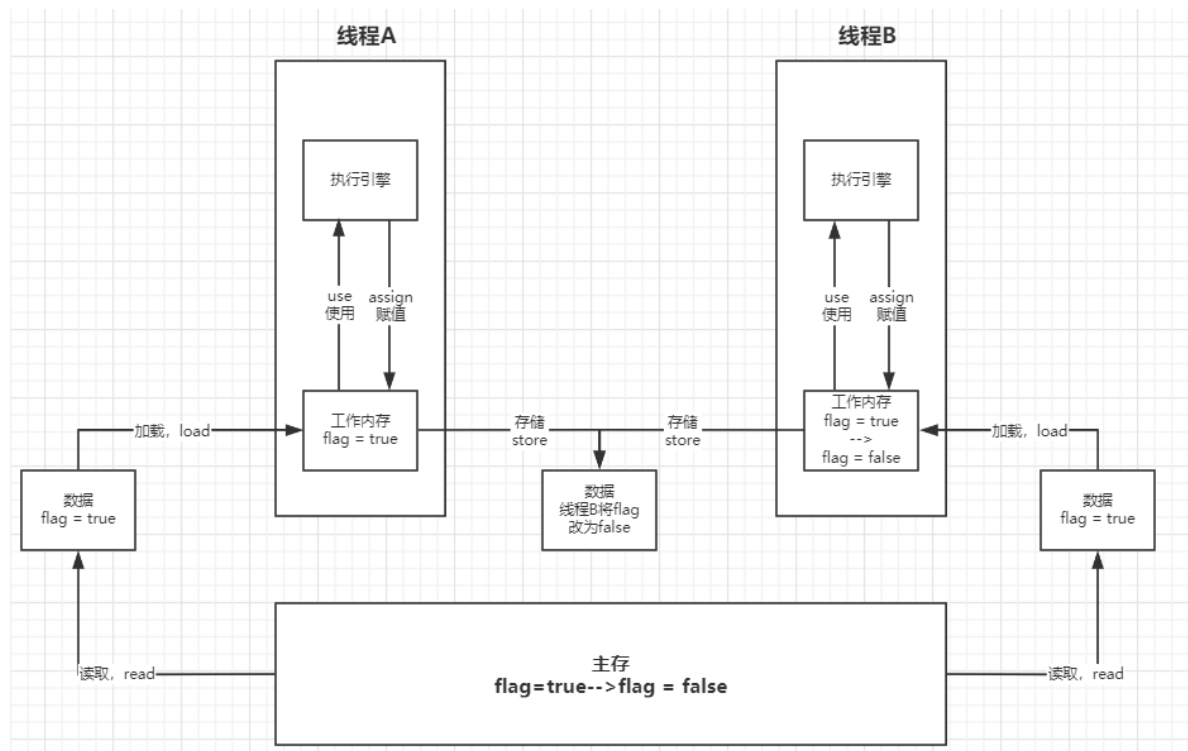 线程A
线程B
执行引擎
执行引擎
use
使用
assign
赋值
use
使用
assign
赋值
加载，load
工作内存
flag = true
存储
store
存储
store
工作内存
flag = true
-->
flag = false
加载，load
数据
flag = true
数据
线程B将flag
改为false
数据
flag = true
读取，read
主存
flag=true-->flag = false
读取，read